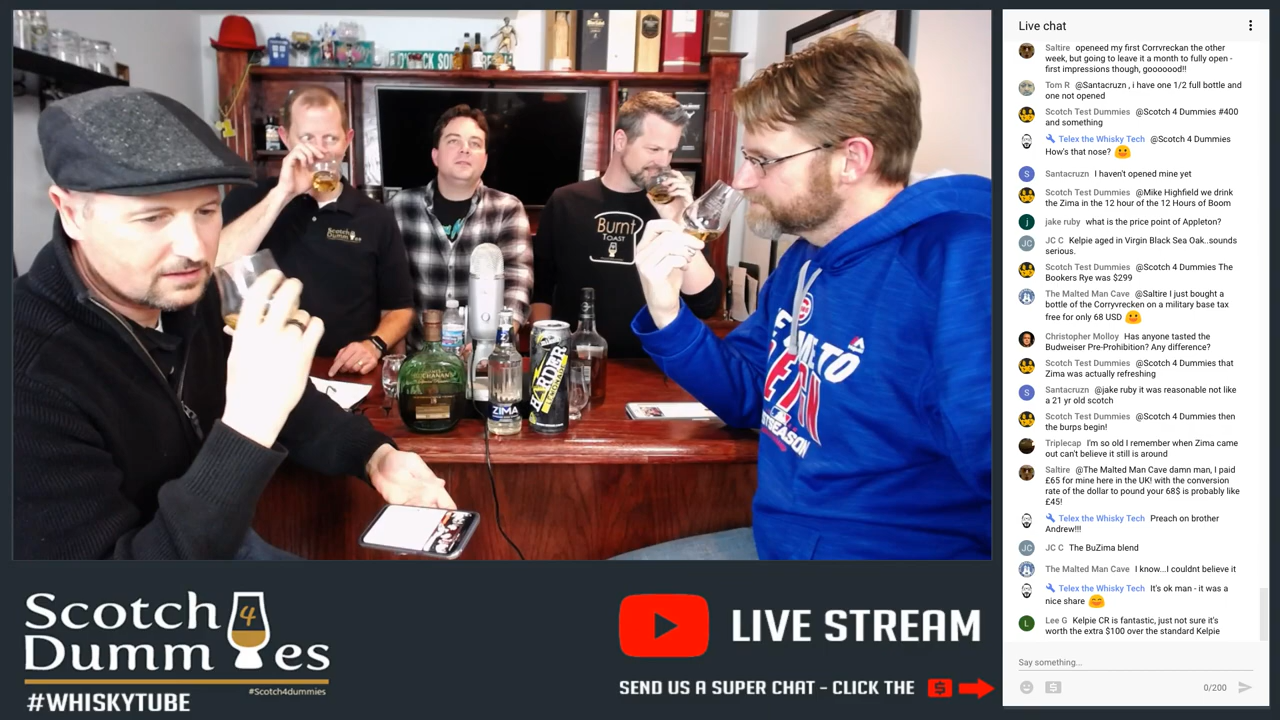 Scotch
Dummies
Burnt
TOAST
BUCHANAN'S
18
ZIMA
HARDER
LEMONADE
POSTSEASON
Scotch 4
Dummies
#Scotch4dummies
#WHISKYTUBE
LIVE STREAM
SEND US A SUPER CHAT - CLICK THE $
Live chat
Saltire openeed my first Corrvreckan the other
week, but going to leave it a month to fully open -
first impressions though, gooooood!!
Tom R @Santacruzn , i have one 1/2 full bottle and
one not opened
Scotch Test Dummies @Scotch 4 Dummies #400
and something
Telex the Whisky Tech @Scotch 4 Dummies
How's that nose?
S Santacruzn I haven't opened mine yet
Scotch Test Dummies @Mike Highfield we drink
the Zima in the 12 hour of the 12 Hours of Boom
j jake ruby what is the price point of Appleton?
JC JC C Kelpie aged in Virgin Black Sea Oak..sounds
serious.
Scotch Test Dummies @Scotch 4 Dummies The
Bookers Rye was $299
The Malted Man Cave @Saltire I just bought a
bottle of the Corryvrecken on a military base tax
free for only 68 USD
Christopher Molloy Has anyone tasted the
Budweiser Pre-Prohibition? Any difference?
Scotch Test Dummies @Scotch 4 Dummies that
Zima was actually refreshing
S Santacruzn @jake ruby it was reasonable not like
a 21 yr old scotch
Scotch Test Dummies @Scotch 4 Dummies then
the burps begin!
Triplecap I'm so old I remember when Zima came
out can't believe it still is around
Saltire @The Malted Man Cave damn man, I paid
£65 for mine here in the UK! with the conversion
rate of the dollar to pound your 68$ is probably like
£45!
Telex the Whisky Tech Preach on brother
Andrew!!!
JC JC C The BuZima blend
The Malted Man Cave I know...I couldnt believe it
Telex the Whisky Tech It's ok man - it was a
nice share
L Lee G Kelpie CR is fantastic, just not sure it's
worth the extra $100 over the standard Kelpie
Say something...
0/200